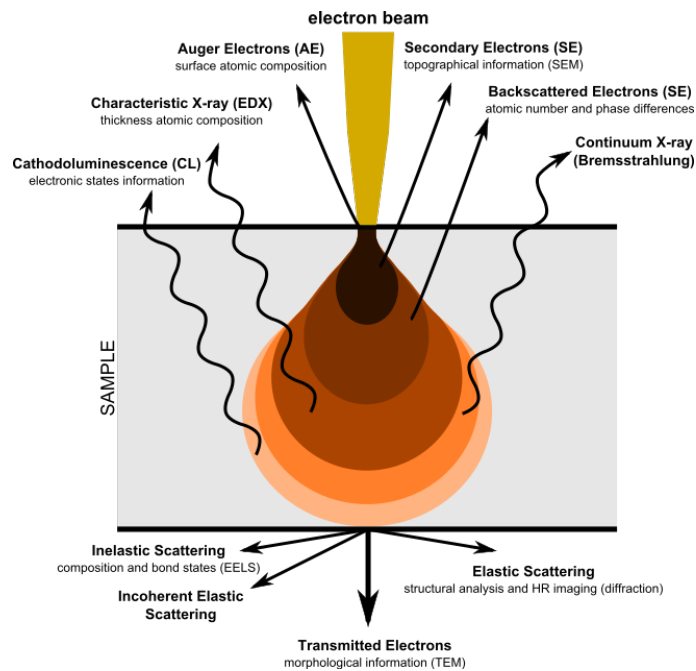 electron beam
Auger Electrons (AE)
surface atomic composition
Secondary Electrons (SE)
topographical information (SEM)
Characteristic X-ray (EDX)
thickness atomic composition
Backscattered Electrons (SE)
atomic number and phase differences
Cathodoluminescence (CL)
electronic states information
Continuum X-ray
(Bremsstrahlung)
SAMPLE
Inelastic Scattering
composition and bond states (EELS)
Incoherent Elastic
Scattering
Elastic Scattering
structural analysis and HR imaging (diffraction)
Transmitted Electrons
morphological information (TEM)